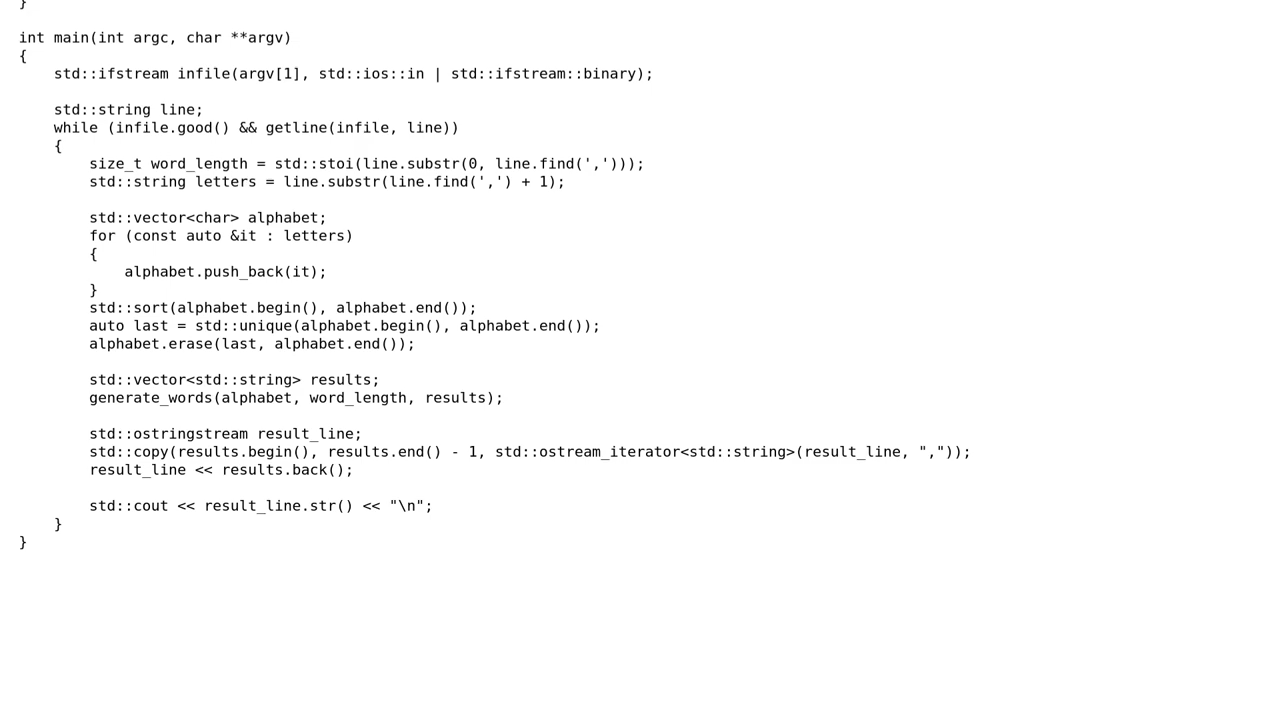 }

int main(int argc, char **argv)
{
    std::ifstream infile(argv[1], std::ios::in | std::ifstream::binary);

    std::string line;
    while (infile.good() && getline(infile, line))
    {
        size_t word_length = std::stoi(line.substr(0, line.find(',')));
        std::string letters = line.substr(line.find(',') + 1);

        std::vector<char> alphabet;
        for (const auto &it : letters)
        {
            alphabet.push_back(it);
        }
        std::sort(alphabet.begin(), alphabet.end());
        auto last = std::unique(alphabet.begin(), alphabet.end());
        alphabet.erase(last, alphabet.end());

        std::vector<std::string> results;
        generate_words(alphabet, word_length, results);

        std::ostringstream result_line;
        std::copy(results.begin(), results.end() - 1, std::ostream_iterator<std::string>(result_line, ","));
        result_line << results.back();

        std::cout << result_line.str() << "\n";
    }
}